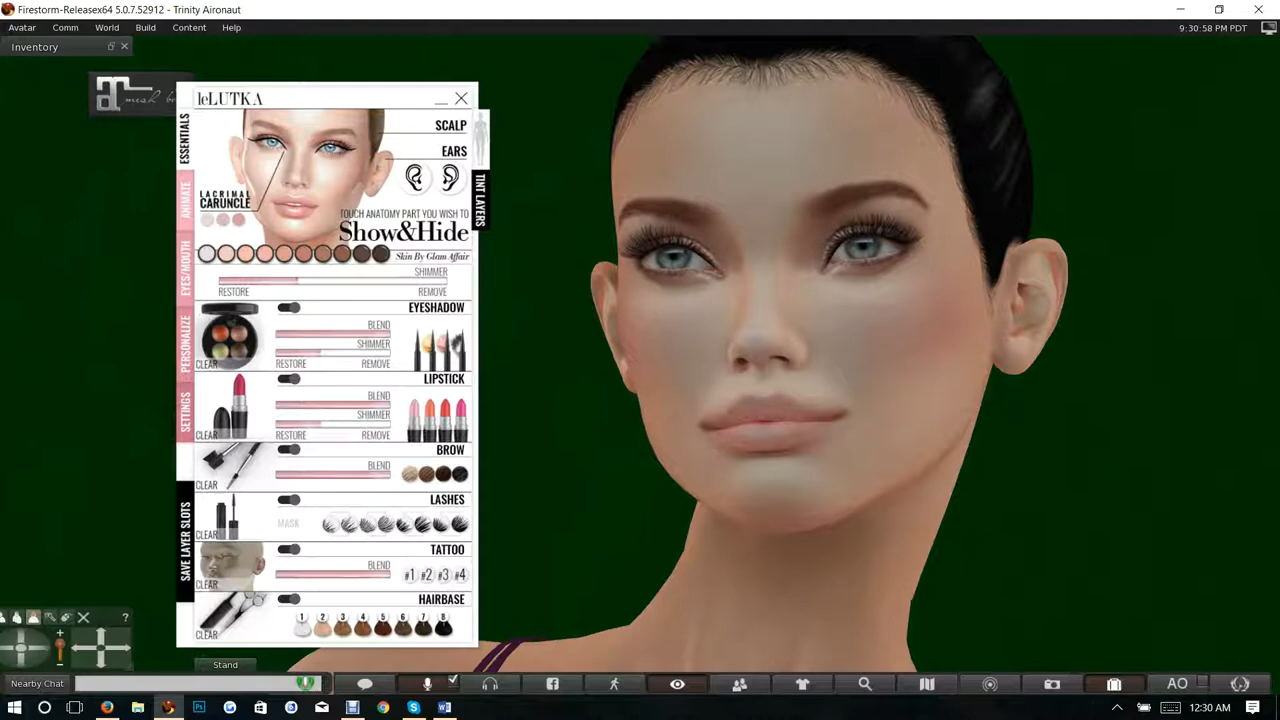 Firestorm-Releasex64 5.0.7.52912 - Trinity Aironaut
Avatar Comm World Build Content Help
9:30:58 PM PDT
Inventory
leLUTKA
ESSENTIALS
ANIMATE
EYES/MOUTH
PERSONALIZE
SETTINGS
SAVE LAYER SLOTS
TINT LAYERS
SCALP
EARS
LACRIMAL
CARUNCLE
TOUCH ANATOMY PART YOU WISH TO
Show&Hide
Skin By Glam Affair
SHIMMER
RESTORE REMOVE
EYESHADOW
BLEND
SHIMMER
CLEAR RESTORE REMOVE
LIPSTICK
BLEND
SHIMMER
CLEAR RESTORE REMOVE
BROW
BLEND
CLEAR
LASHES
MASK
CLEAR
TATTOO
BLEND #1 #2 #3 #4
CLEAR
HAIRBASE
1 2 3 4 5 6 7 8
CLEAR
?
Stand
Nearby Chat
AO
12:30 AM